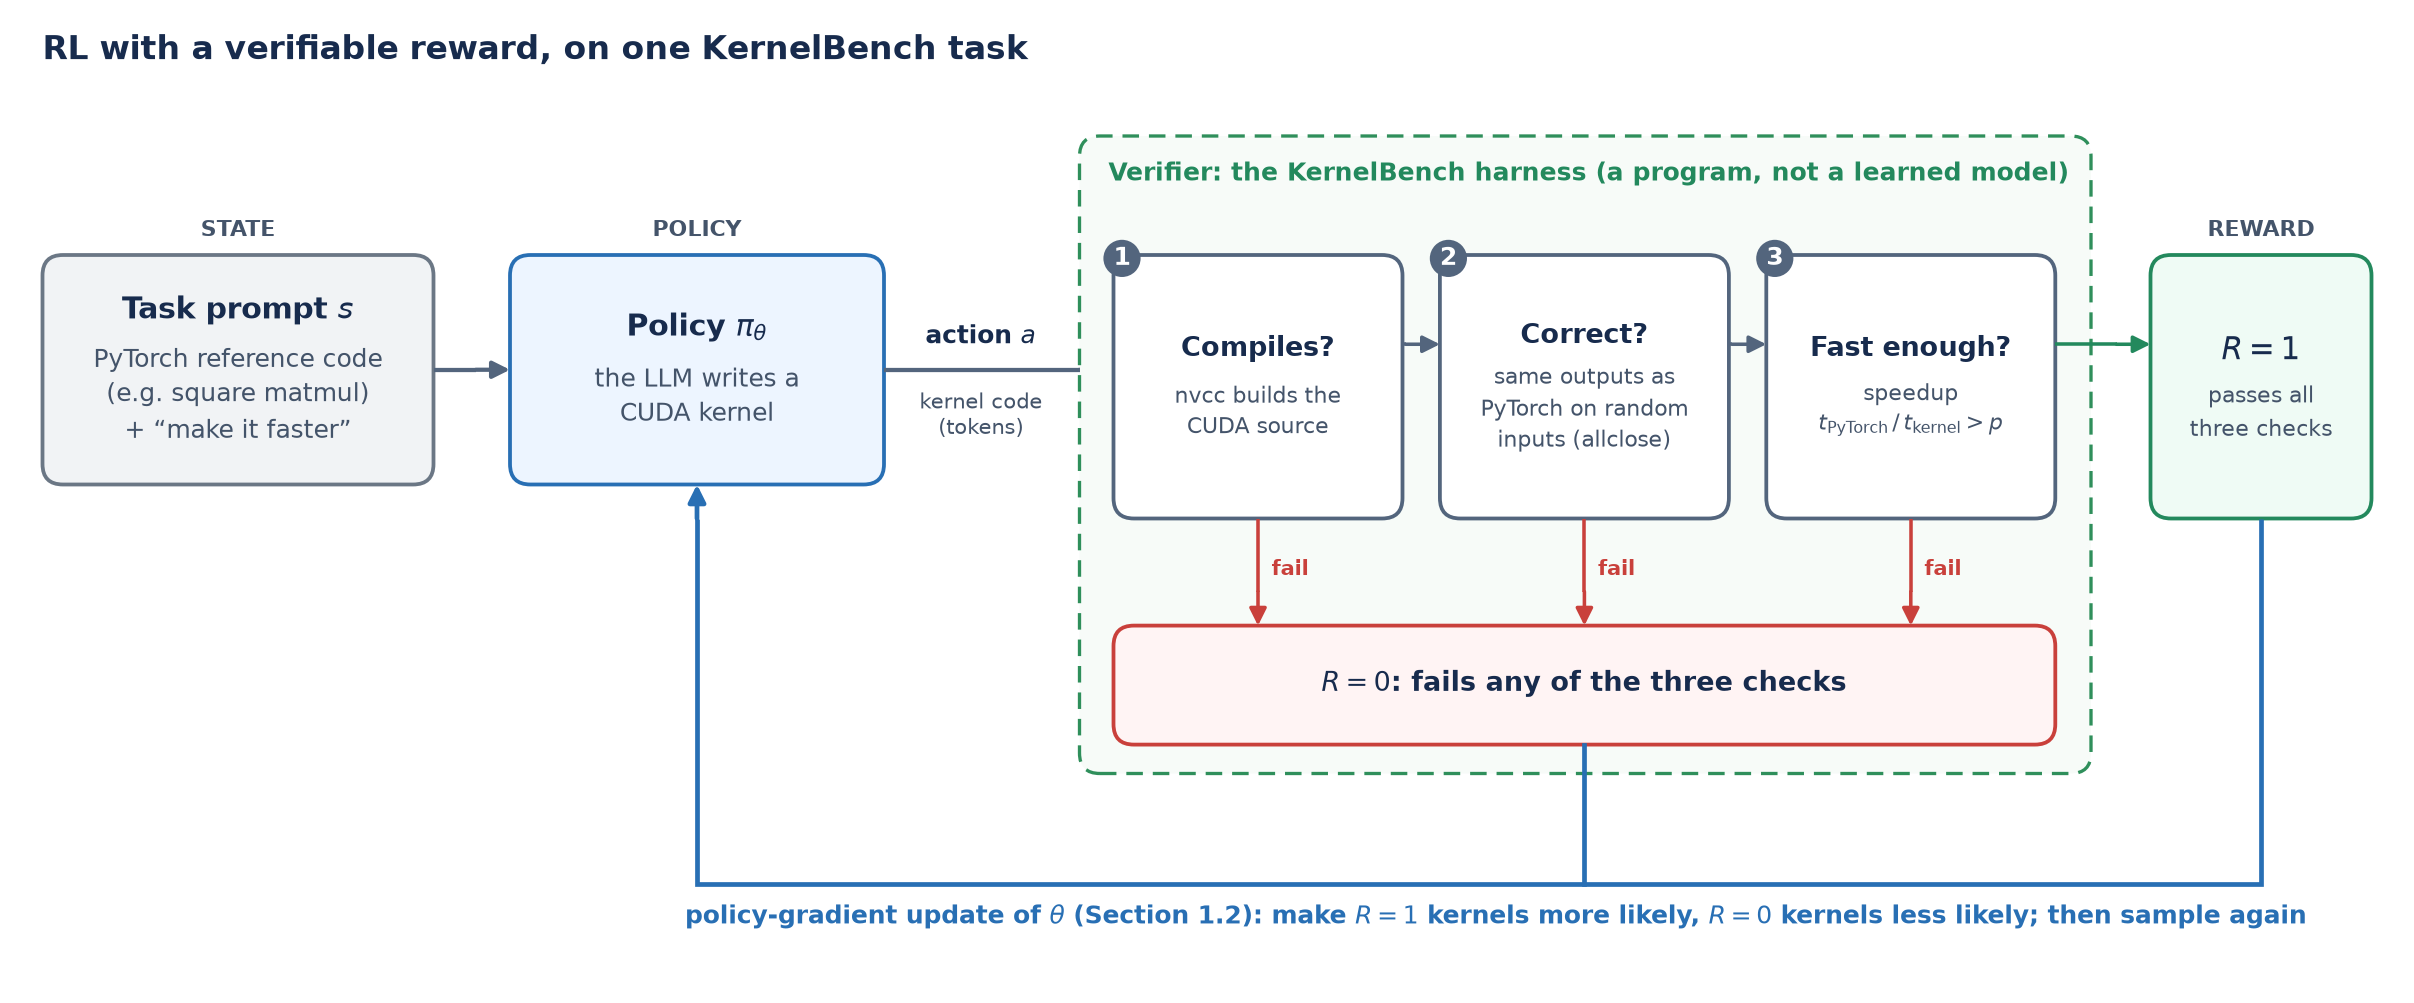 RL with a verifiable reward, on one KernelBench task
Verifier: the KernelBench harness (a program, not a learned model)
STATE
Task prompt s
PyTorch reference code
(e.g. square matmul)
+ “make it faster”
POLICY
Policy πθ
the LLM writes a
CUDA kernel
action a
kernel code
(tokens)
1
Compiles?
nvcc builds the
CUDA source
2
Correct?
same outputs as
PyTorch on random
inputs (allclose)
3
Fast enough?
speedup
tPyTorch / tkernel > p
REWARD
R = 1
passes all
three checks
fail
fail
fail
R = 0: fails any of the three checks
policy-gradient update of θ (Section 1.2): make R = 1 kernels more likely, R = 0 kernels less likely; then sample again